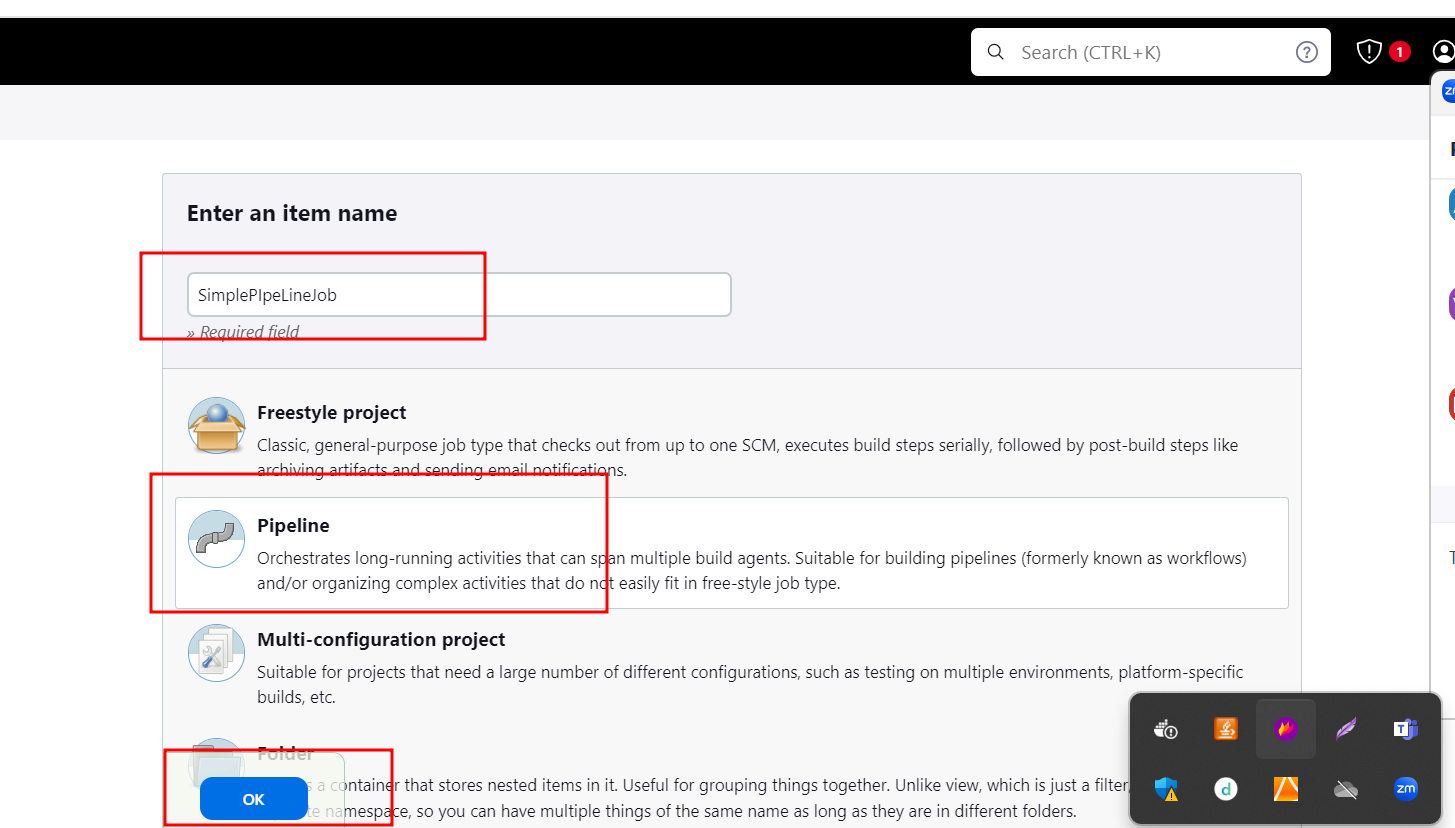 Search (CTRL+K)
?
1
Enter an item name
SimplePIpeLineJob
» Required field
Freestyle project
Classic, general-purpose job type that checks out from up to one SCM, executes build steps serially, followed by post-build steps like
archiving artifacts and sending email notifications.
Pipeline
Orchestrates long-running activities that can span multiple build agents. Suitable for building pipelines (formerly known as workflows)
and/or organizing complex activities that do not easily fit in free-style job type.
Multi-configuration project
Suitable for projects that need a large number of different configurations, such as testing on multiple environments, platform-specific
builds, etc.
Folder
a container that stores nested items in it. Useful for grouping things together. Unlike view, which is just a filter,
namespace, so you can have multiple things of the same name as long as they are in different folders.
OK
T
d
zm